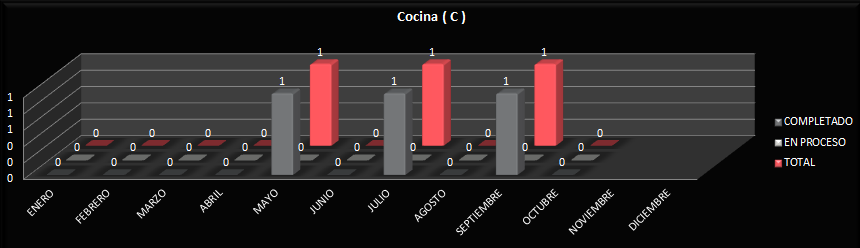 Cocina ( C )
1 1 1
1 1 1
1
1
1
0
0
0
0 0 0 0 0 0 0
0 0 0 0 0 0 0 0 0 0
0 0 0 0 0 0 0
ENERO
FEBRERO
MARZO
ABRIL
MAYO
JUNIO
JULIO
AGOSTO
SEPTIEMBRE
OCTUBRE
NOVIEMBRE
DICIEMBRE
COMPLETADO
EN PROCESO
TOTAL